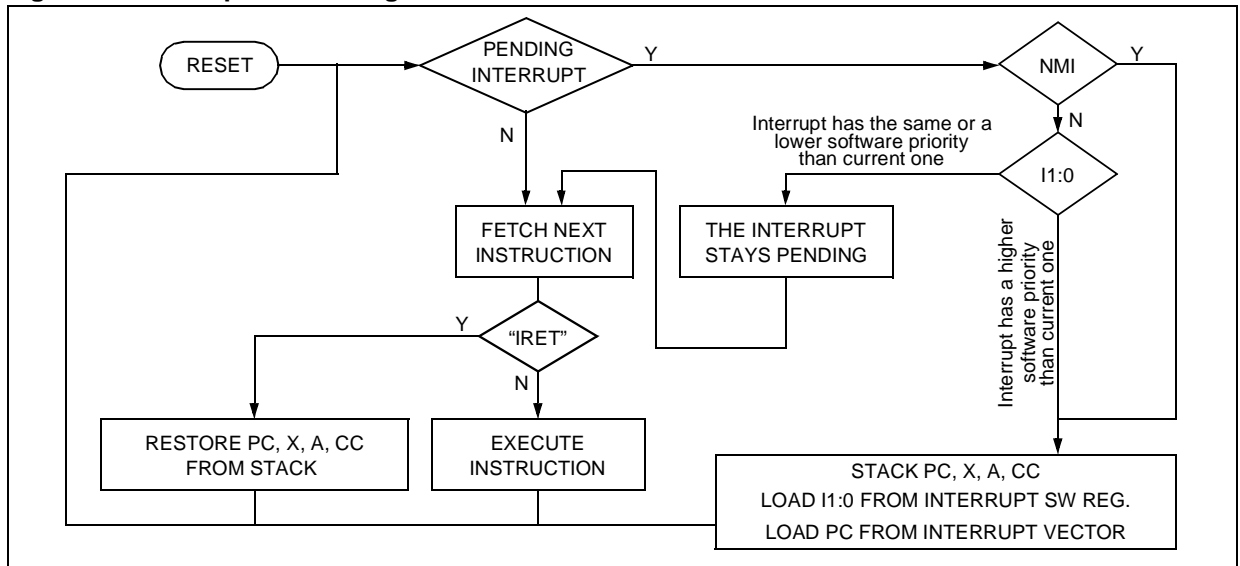 RESET
PENDING
INTERRUPT
Y
NMI
Y
N
N
Interrupt has the same or a
lower software priority
than current one
I1:0
FETCH NEXT
INSTRUCTION
THE INTERRUPT
STAYS PENDING
Interrupt has a higher
software priority
than current one
Y
“IRET”
N
RESTORE PC, X, A, CC
FROM STACK
EXECUTE
INSTRUCTION
STACK PC, X, A, CC
LOAD I1:0 FROM INTERRUPT SW REG.
LOAD PC FROM INTERRUPT VECTOR